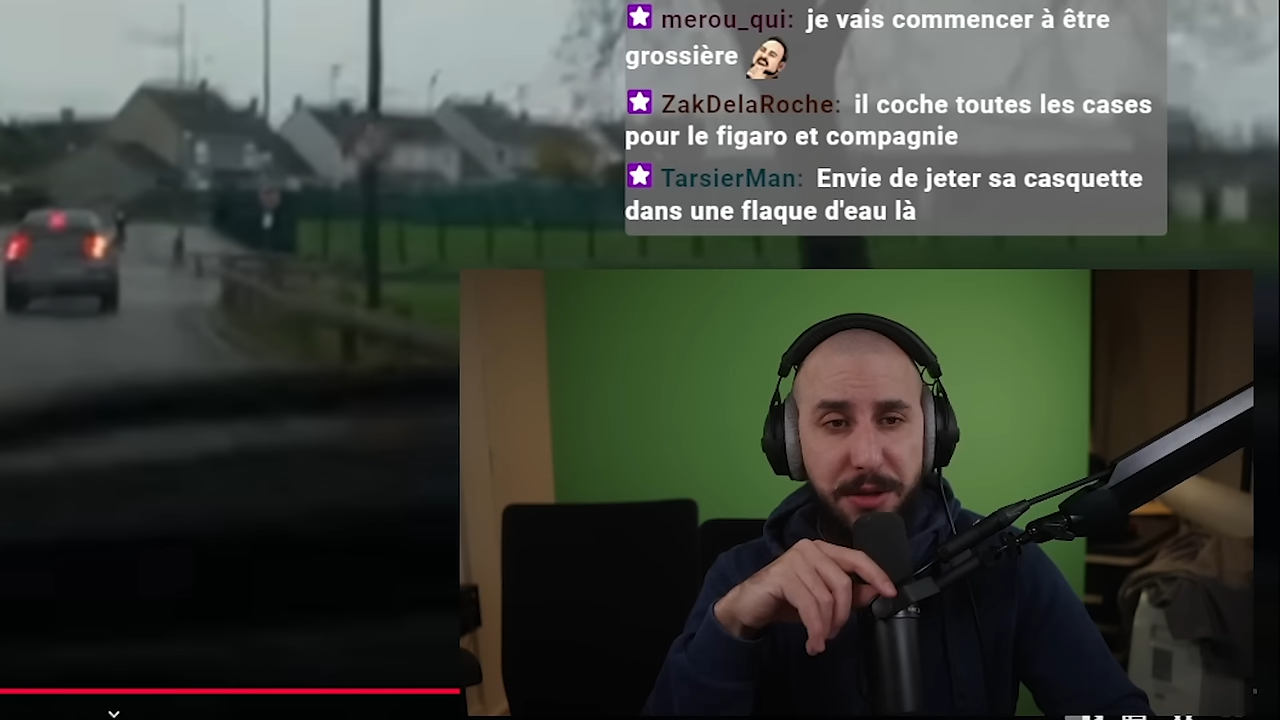 merou_qui: je vais commencer à être
grossière
ZakDelaRoche: il coche toutes les cases
pour le figaro et compagnie
TarsierMan: Envie de jeter sa casquette
dans une flaque d'eau là